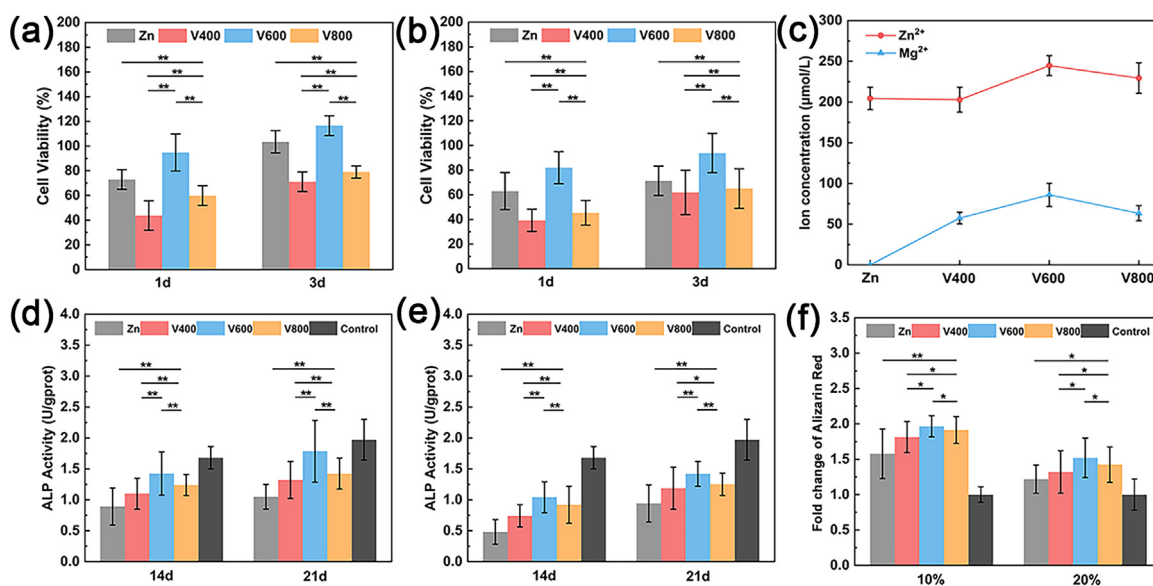 (a)
Zn V400 V600 V800
Cell Viability (%)
200
180
160
140
120
100
80
60
40
20
0
** ** ** **
** ** ** **
1d 3d
(b)
Zn V400 V600 V800
Cell Viability (%)
200
180
160
140
120
100
80
60
40
20
0
** ** ** **
** ** ** **
1d 3d
(c)
Zn²⁺
Mg²⁺
Ion concentration (μmol/L)
300
250
200
150
100
50
0
Zn V400 V600 V800
(d)
Zn V400 V600 V800 Control
ALP Activity (U/gprot)
4.0
3.5
3.0
2.5
2.0
1.5
1.0
0.5
0.0
** ** ** **
** ** ** **
14d 21d
(e)
Zn V400 V600 V800 Control
ALP Activity (U/gprot)
4.0
3.5
3.0
2.5
2.0
1.5
1.0
0.5
0.0
** ** ** **
** * ** **
14d 21d
(f)
Zn V400 V600 V800 Control
Fold change of Alizarin Red
3.5
3.0
2.5
2.0
1.5
1.0
0.5
0.0
** * * *
* * * *
10% 20%